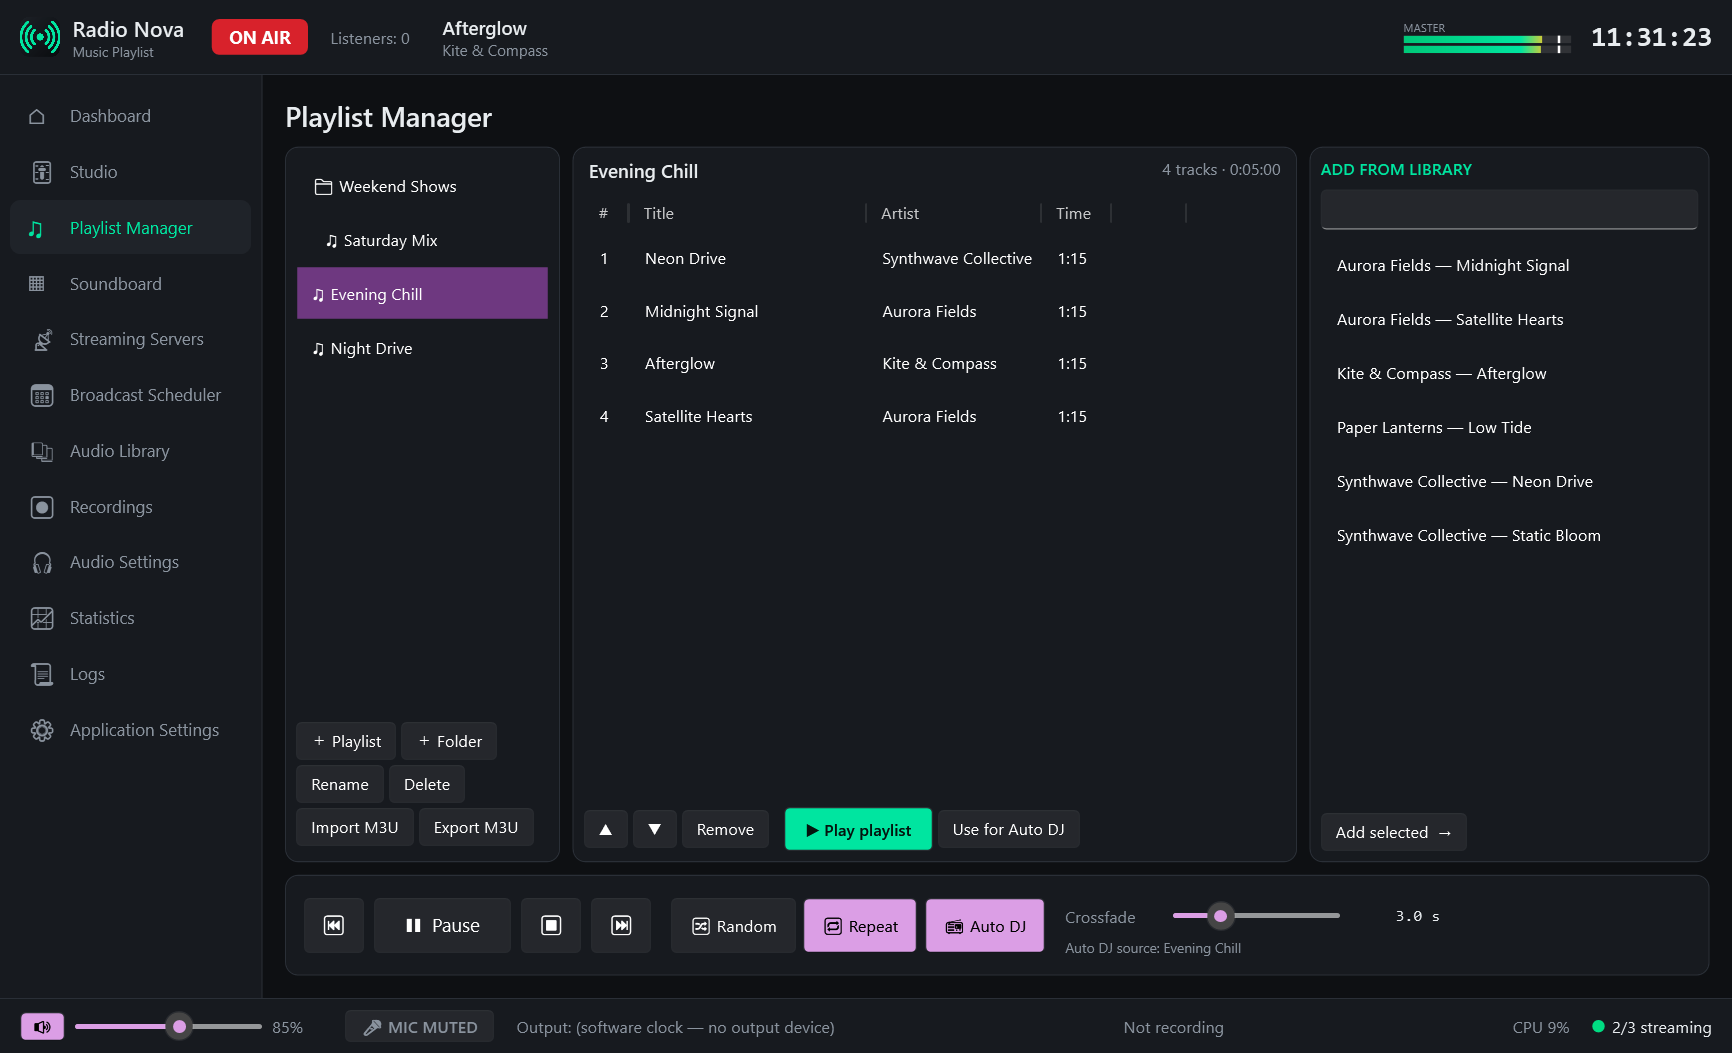 Radio Nova
Music Playlist
ON AIR
Listeners: 0
Afterglow
Kite & Compass
MASTER
11:31:23
Dashboard
Studio
Playlist Manager
Soundboard
Streaming Servers
Broadcast Scheduler
Audio Library
Recordings
Audio Settings
Statistics
Logs
Application Settings
Playlist Manager
Weekend Shows
Saturday Mix
Evening Chill
Night Drive
+ Playlist
+ Folder
Rename
Delete
Import M3U
Export M3U
Evening Chill
4 tracks · 0:05:00
# Title Artist Time
1 Neon Drive Synthwave Collective 1:15
2 Midnight Signal Aurora Fields 1:15
3 Afterglow Kite & Compass 1:15
4 Satellite Hearts Aurora Fields 1:15
▲ ▼ Remove
▶ Play playlist
Use for Auto DJ
ADD FROM LIBRARY
Aurora Fields — Midnight Signal
Aurora Fields — Satellite Hearts
Kite & Compass — Afterglow
Paper Lanterns — Low Tide
Synthwave Collective — Neon Drive
Synthwave Collective — Static Bloom
Add selected →
Pause
Random
Repeat
Auto DJ
Crossfade
3.0 s
Auto DJ source: Evening Chill
85%
MIC MUTED
Output: (software clock — no output device)
Not recording
CPU 9%
2/3 streaming